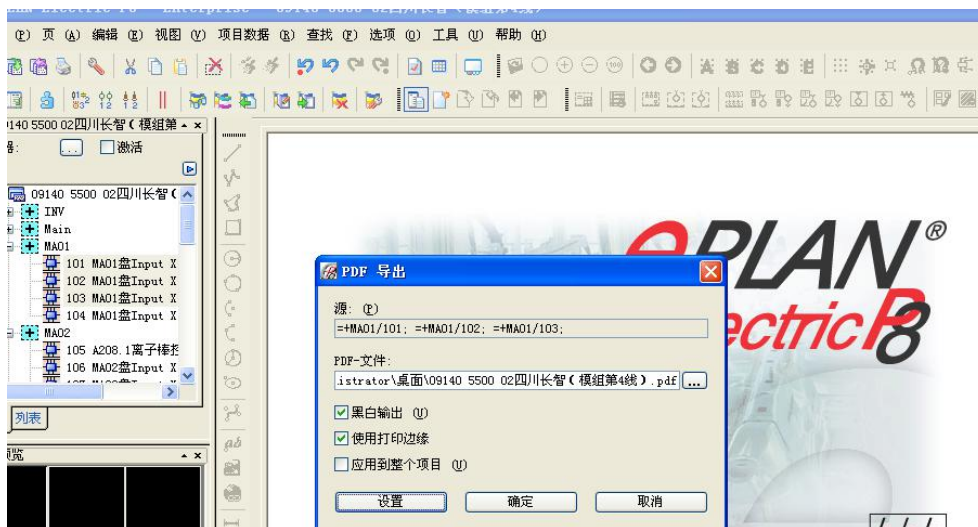 (P) 页 (A) 编辑 (E) 视图 (V) 项目数据 (R) 查找 (F) 选项 (O) 工具 (U) 帮助 (H)
140 5500 02四川长智(模组第
器: ... 激活
09140 5500 02四川长智(
INV
Main
MA01
101 MA01盘Input X
102 MA01盘Input X
103 MA01盘Input X
104 MA01盘Input X
MA02
105 A208.1离子棒控
106 MA02盘Input X
列表
预览
ab
ePLAN®
electric P8
PDF 导出
源: (P)
=+MA01/101; =+MA01/102; =+MA01/103;
PDF-文件:
.istrator\桌面\09140 5500 02四川长智(模组第4线).pdf ...
黑白输出 (U)
使用打印边缘
应用到整个项目 (U)
设置 确定 取消